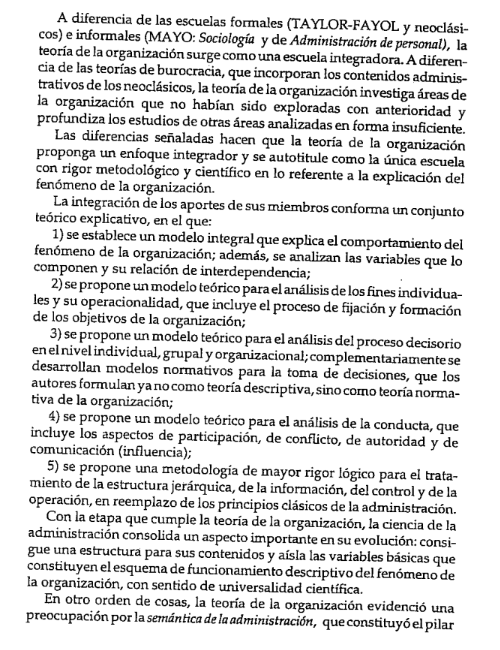 A diferencia de las escuelas formales (TAYLOR-FAYOL y neoclási-
cos) e informales (MAYO: Sociología y de Administración de personal), la
teoría de la organización surge como una escuela integradora. A diferen-
cia de las teorías de burocracia, que incorporan los contenidos adminis-
trativos de los neoclásicos, la teoría de la organización investiga áreas de
la organización que no habían sido exploradas con anterioridad y
profundiza los estudios de otras áreas analizadas en forma insuficiente.
Las diferencias señaladas hacen que la teoría de la organización
proponga un enfoque integrador y se autotitule como la única escuela
con rigor metodológico y científico en lo referente a la explicación del
fenómeno de la organización.
La integración de los aportes de sus miembros conforma un conjunto
teórico explicativo, en el que:
1) se establece un modelo integral que explica el comportamiento del
fenómeno de la organización; además, se analizan las variables que lo
componen y su relación de interdependencia;
2) se propone un modelo teórico para el análisis de los fines individua-
les y su operacionalidad, que incluye el proceso de fijación y formación
de los objetivos de la organización;
3) se propone un modelo teórico para el análisis del proceso decisorio
en el nivel individual, grupal y organizacional; complementariamente se
desarrollan modelos normativos para la toma de decisiones, que los
autores formulan ya no como teoría descriptiva, sino como teoría norma-
tiva de la organización;
4) se propone un modelo teórico para el análisis de la conducta, que
incluye los aspectos de participación, de conflicto, de autoridad y de
comunicación (influencia);
5) se propone una metodología de mayor rigor lógico para el trata-
miento de la estructura jerárquica, de la información, del control y de la
operación, en reemplazo de los principios clásicos de la administración.
Con la etapa que cumple la teoría de la organización, la ciencia de la
administración consolida un aspecto importante en su evolución: consi-
gue una estructura para sus contenidos y aísla las variables básicas que
constituyen el esquema de funcionamiento descriptivo del fenómeno de
la organización, con sentido de universalidad científica.
En otro orden de cosas, la teoría de la organización evidenció una
preocupación por la semántica de la administración, que constituyó el pilar